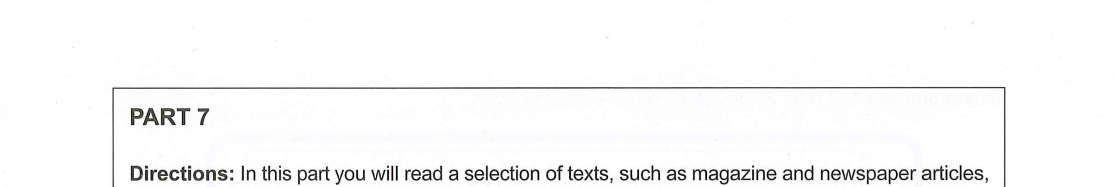 PART 7
Directions: In this part you will read a selection of texts, such as magazine and newspaper articles,